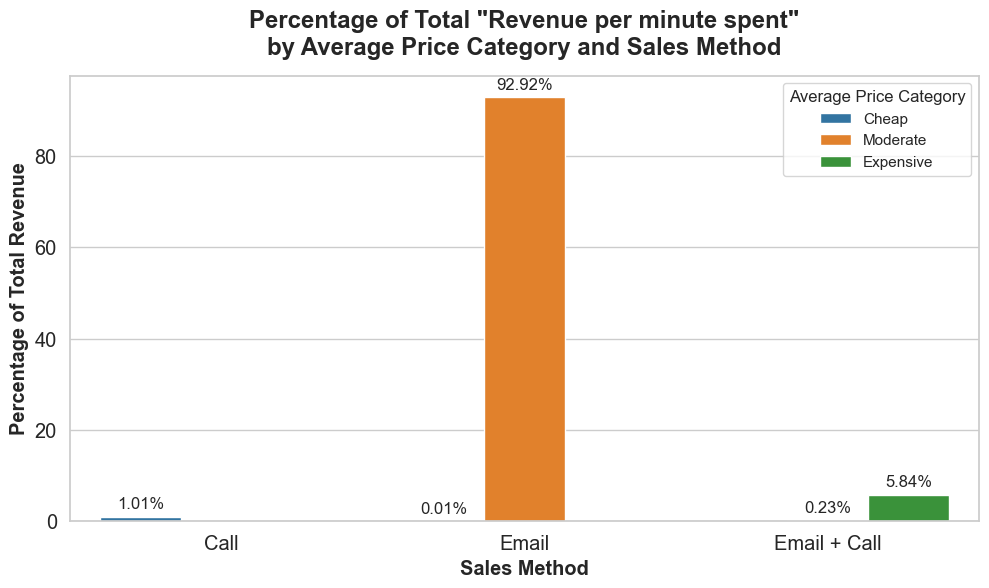 Percentage of Total "Revenue per minute spent"
by Average Price Category and Sales Method
Average Price Category
Cheap
Moderate
Expensive
Percentage of Total Revenue
80
60
40
20
0
1.01%
0.01%
92.92%
0.23%
5.84%
Call
Email
Email + Call
Sales Method